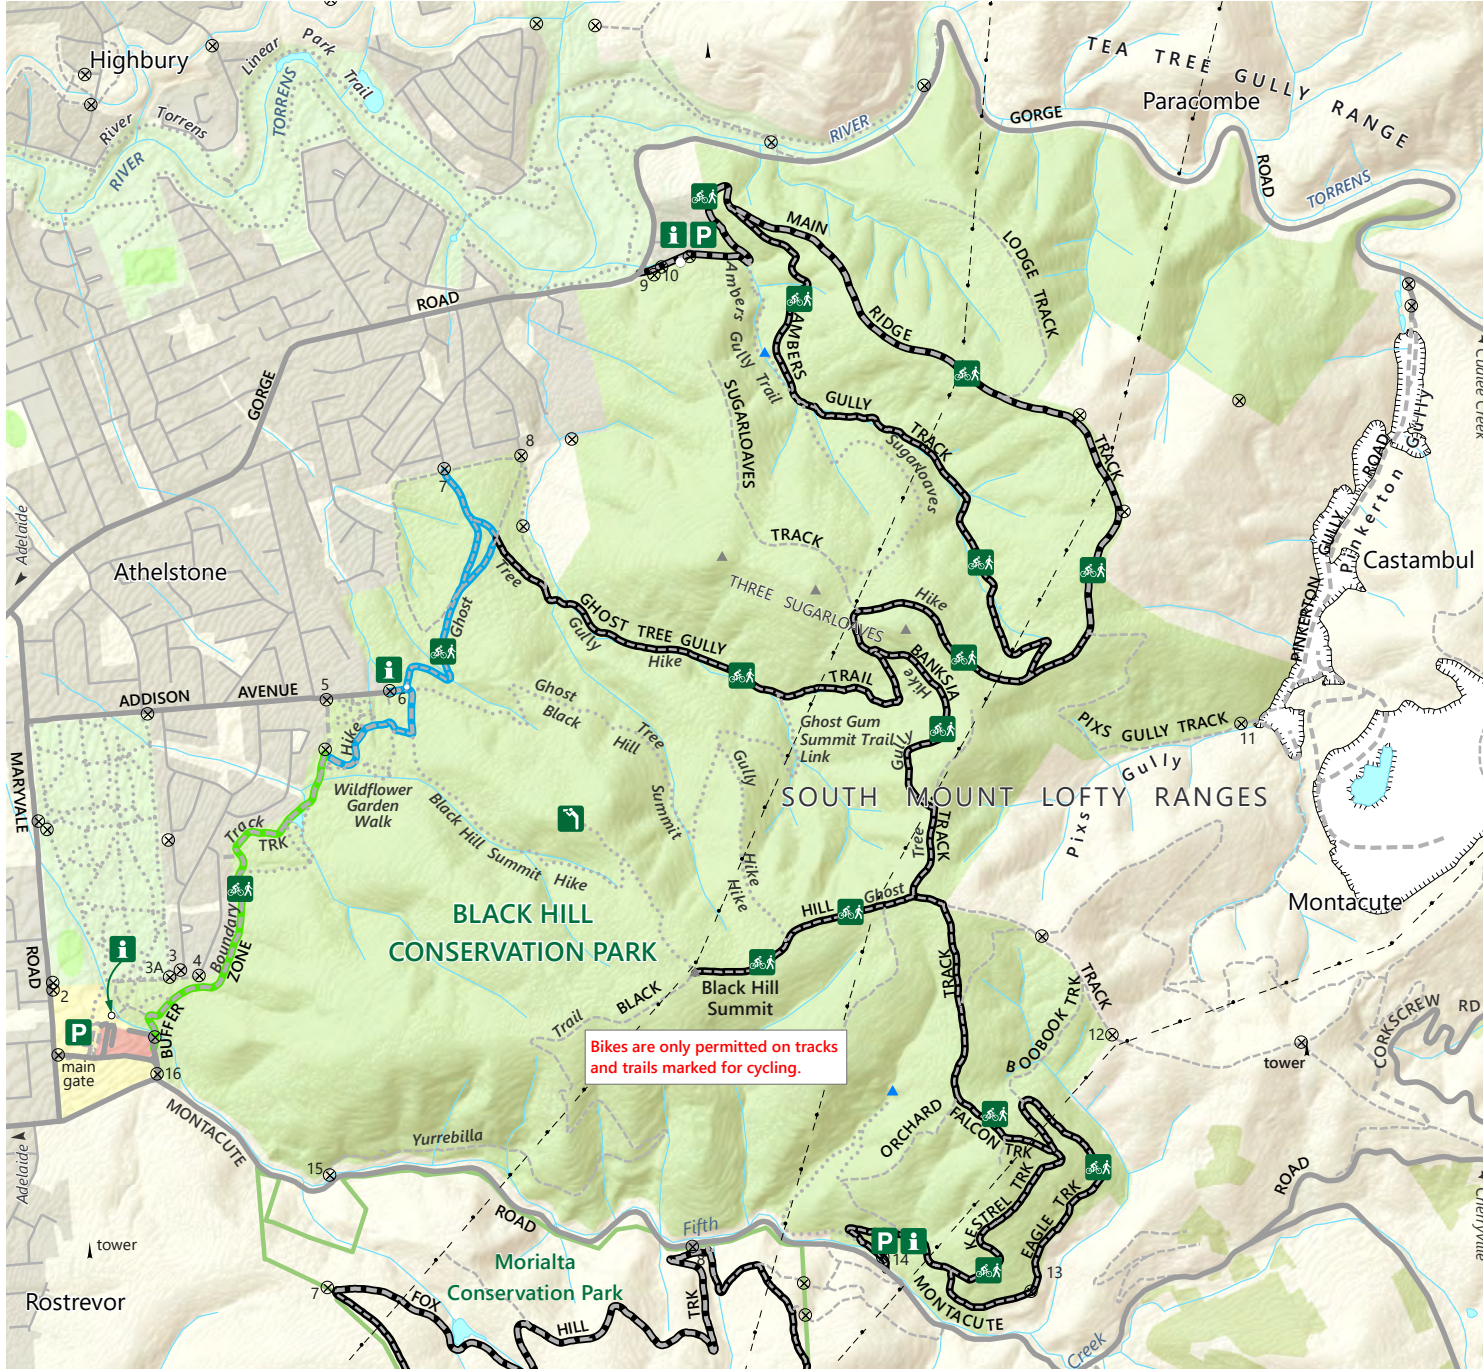 Highbury
Linear Park Trail
TORRENS
River Torrens
RIVER
RIVER
TEA TREE GULLY RANGE
Paracombe
GORGE
ROAD
TORRENS
MAIN
RIDGE
TRACK
LODGE TRACK
i
P
9
10
Ambers Gully Trail
AMBERS
GULLY
TRACK
SUGARLOAVES
TRACK
Sugarloaves
Hike
ROAD
GORGE
Cudlee Creek
PINKERTON GULLY ROAD
Pinkerton Gully
Castambul
8
7
Adelaide
Athelstone
Tree
Gully
Hike
Ghost
GHOST TREE GULLY
TRAIL
THREE SUGARLOAVES
BANKSIA
Hike
i
ADDISON AVENUE
5
6
Hike
Ghost
Black
Hill
Tree
Summit
Gully
Hike
Hike
Ghost Gum
Summit Trail
Link
Gully
PIXS GULLY TRACK
11
Pixs Gully
SOUTH MOUNT LOFTY RANGES
MARYVALE
ROAD
Wildflower
Garden
Walk
Black Hill Summit Hike
Track
TRK
Boundary
ZONE
BUFFER
TRACK
Tree
Ghost
HILL
BLACK
Trail
BLACK HILL
CONSERVATION PARK
Black Hill
Summit
Montacute
i
3
3A
4
2
P
main
gate
16
TRACK
BOOBOOK TRK
TRACK
12
CORKSCREW RD
tower
Bikes are only permitted on tracks
and trails marked for cycling.
MONTACUTE
Yurrebilla
15
ORCHARD
FALCON TRK
KESTREL TRK
EAGLE TRK
ROAD
Adelaide
tower
ROAD
Fifth
P
i
14
13
MONTACUTE
Cherryville
Morialta
Conservation Park
Rostrevor
7
FOX
HILL
TRK
8
Creek